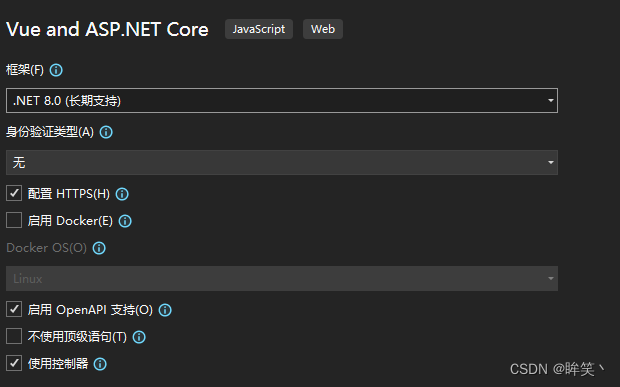 Vue and ASP.NET Core JavaScript Web
框架(F)
.NET 8.0 (长期支持)
身份验证类型(A)
无
配置 HTTPS(H)
启用 Docker(E)
Docker OS(O)
Linux
启用 OpenAPI 支持(O)
不使用顶级语句(T)
使用控制器
CSDN @眸笑丶